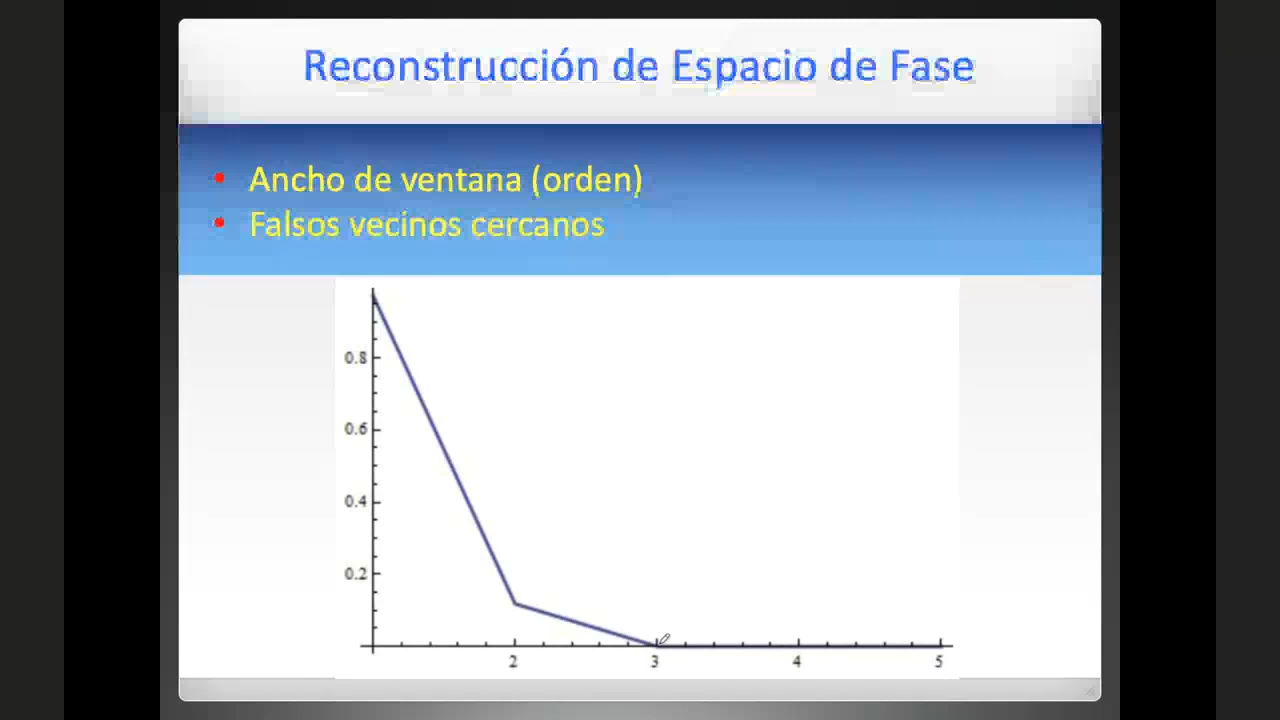 Reconstrucción de Espacio de Fase
• Ancho de ventana (orden)
• Falsos vecinos cercanos
0.8
0.6
0.4
0.2
2 3 4 5